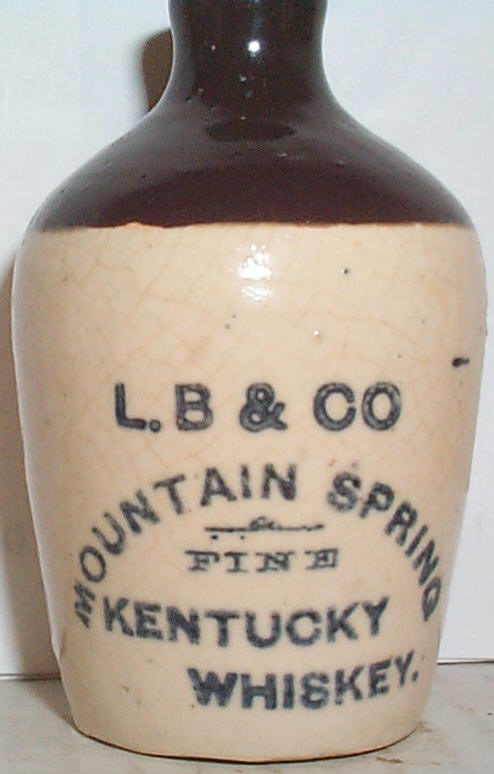 L.B & CO
MOUNTAIN SPRING
FINE
KENTUCKY
WHISKEY.